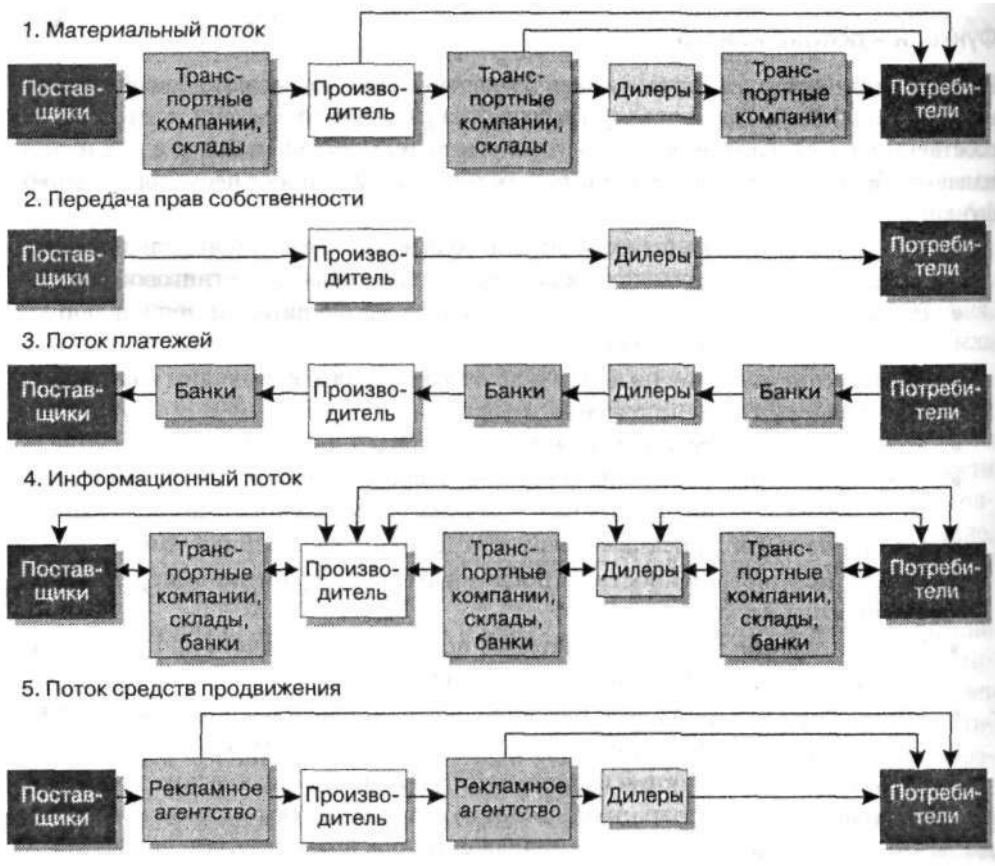 1. Материальный поток
Постав-
щики
Транс-
портные
компании,
склады
Произво-
дитель
Транс-
портные
компании,
склады
Дилеры
Транс-
портные
компании
Потреби-
тели
2. Передача прав собственности
Постав-
щики
Произво-
дитель
Дилеры
Потреби-
тели
3. Поток платежей
Постав-
щики
Банки
Произво-
дитель
Банки
Дилеры
Банки
Потреби-
тели
4. Информационный поток
Постав-
щики
Транс-
портные
компании,
склады,
банки
Произво-
дитель
Транс-
портные
компании,
склады,
банки
Дилеры
Транс-
портные
компании,
склады,
банки
Потреби-
тели
5. Поток средств продвижения
Постав-
щики
Рекламное
агентство
Произво-
дитель
Рекламное
агентство
Дилеры
Потреби-
тели